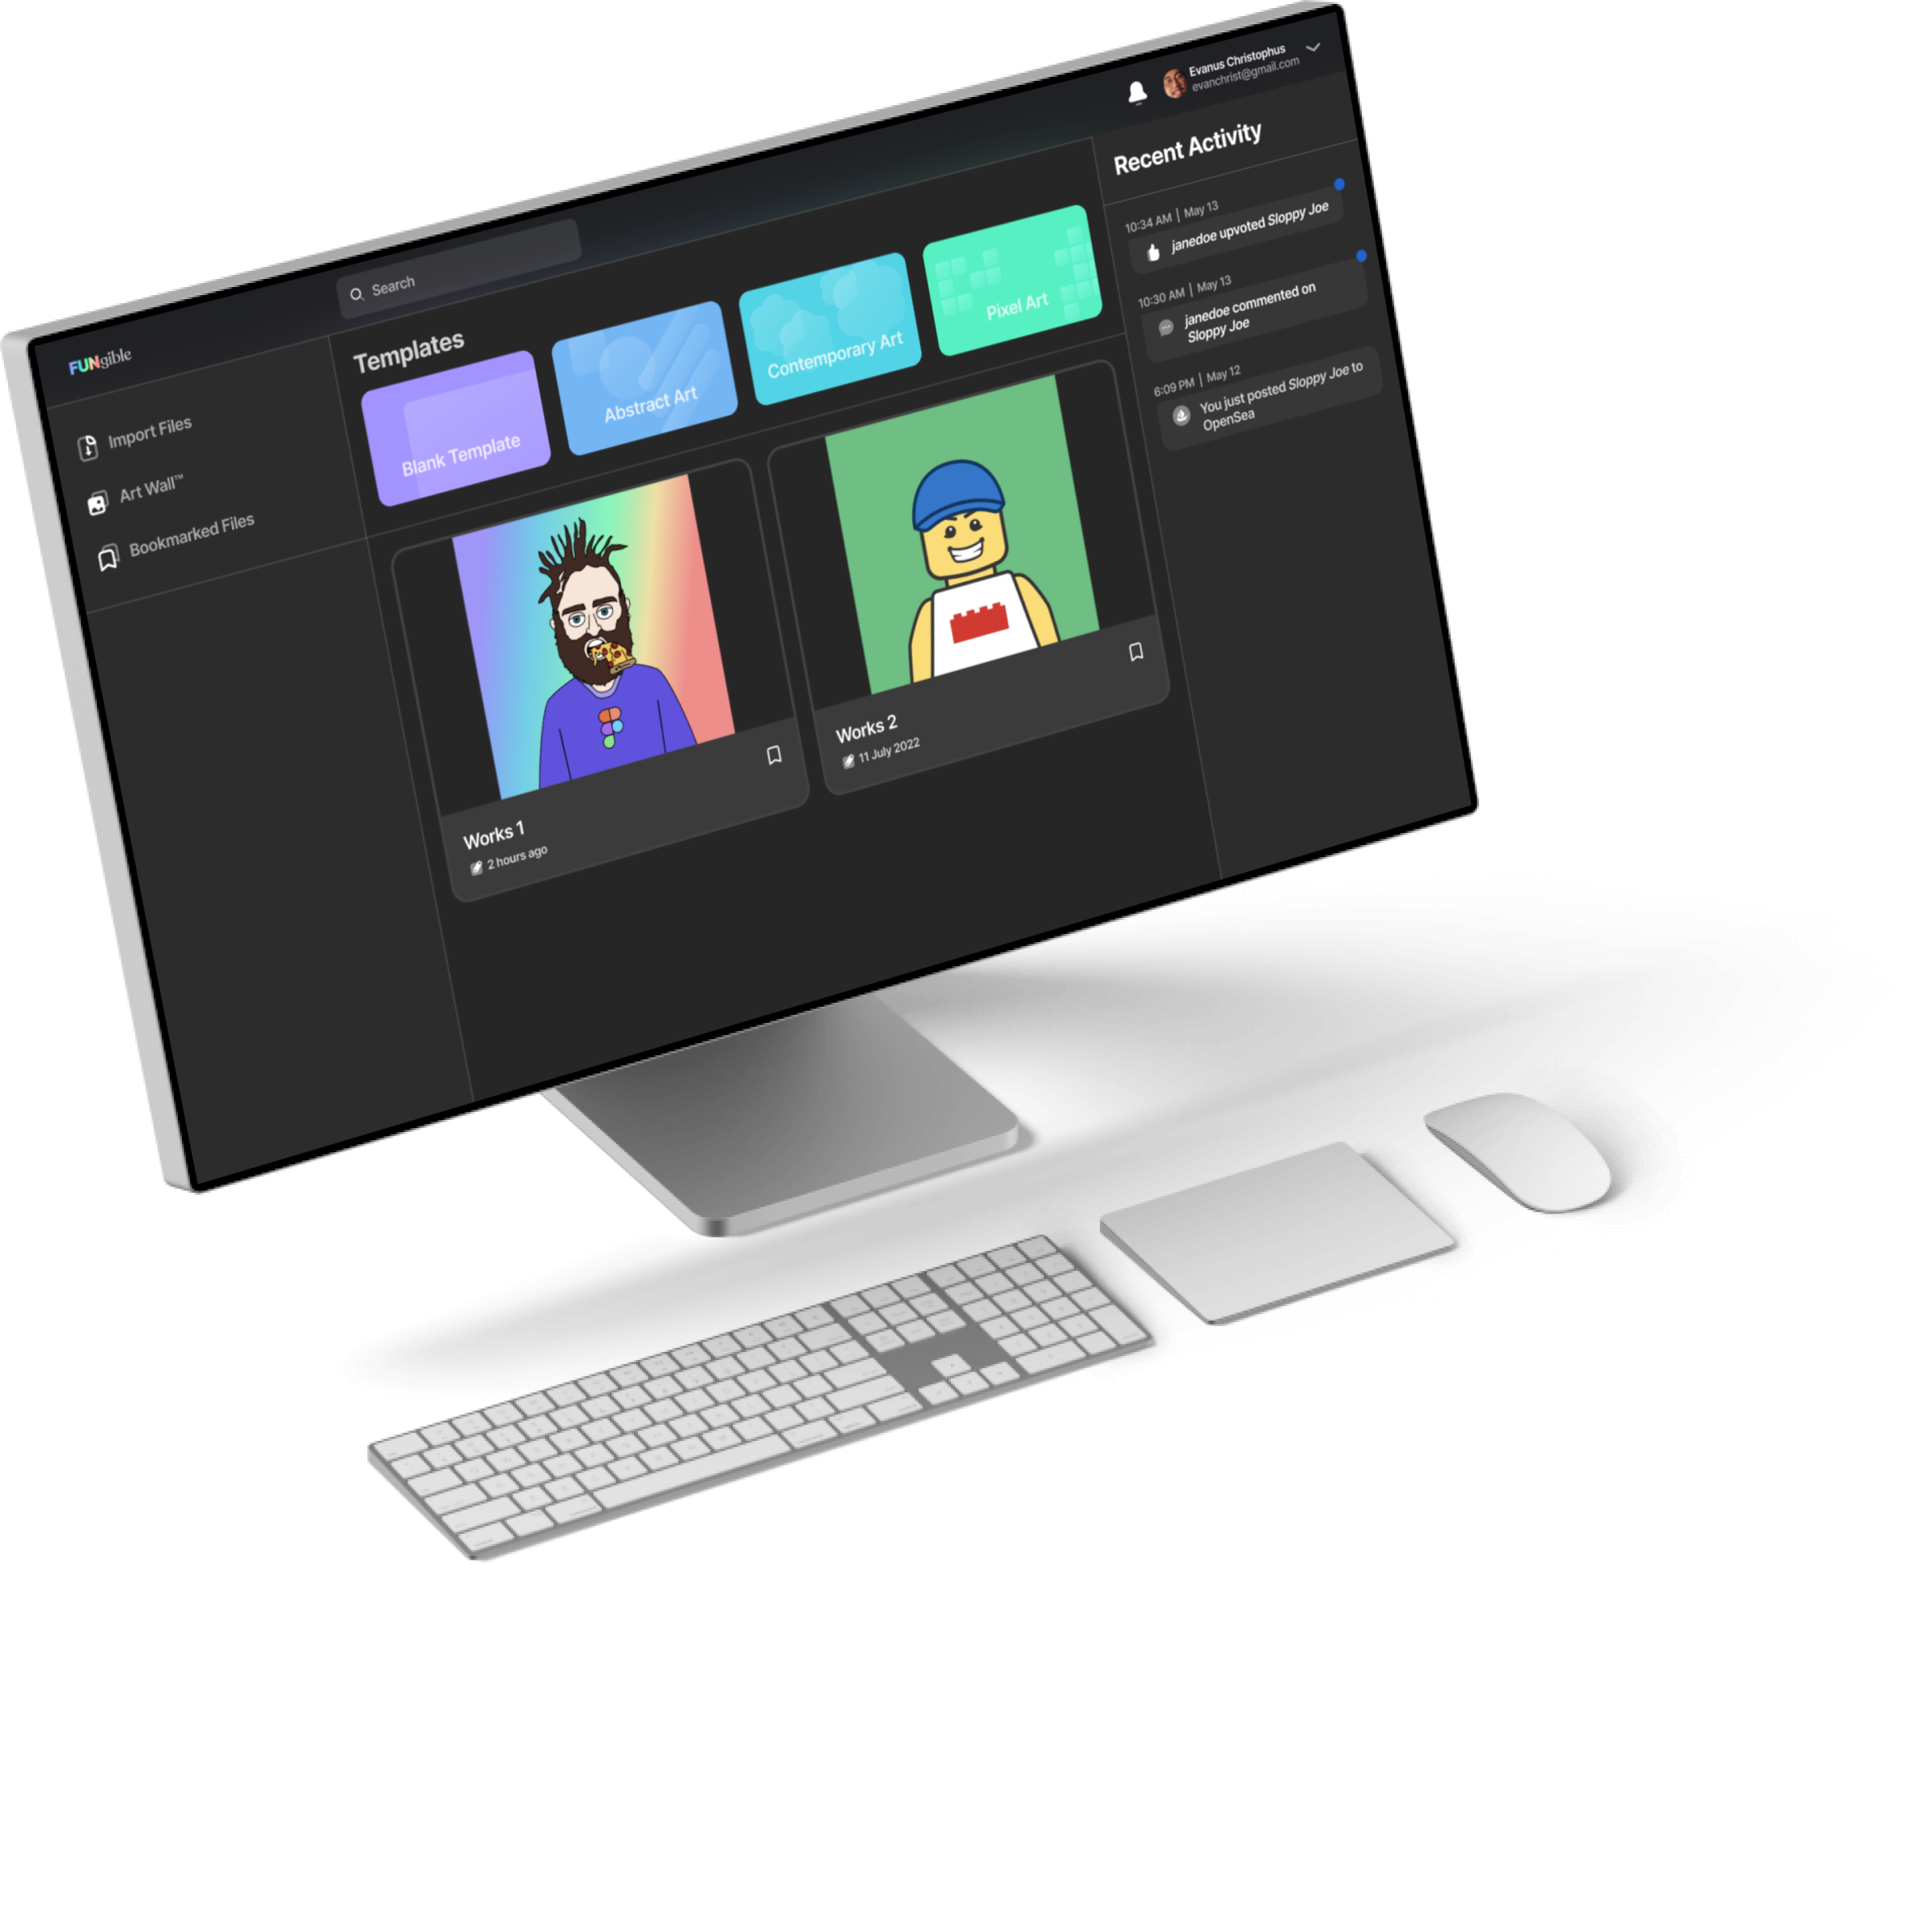 Evanus Christophus
evanchrist@gmail.com
Search
FUNgible
Import Files
Art Wall™
Bookmarked Files
Templates
Blank Template
Abstract Art
Contemporary Art
Pixel Art
Works 1
2 hours ago
Works 2
11 July 2022
Recent Activity
10:34 AM | May 13
janedoe upvoted Sloppy Joe
10:30 AM | May 13
janedoe commented on
Sloppy Joe
6:09 PM | May 12
You just posted Sloppy Joe to
OpenSea